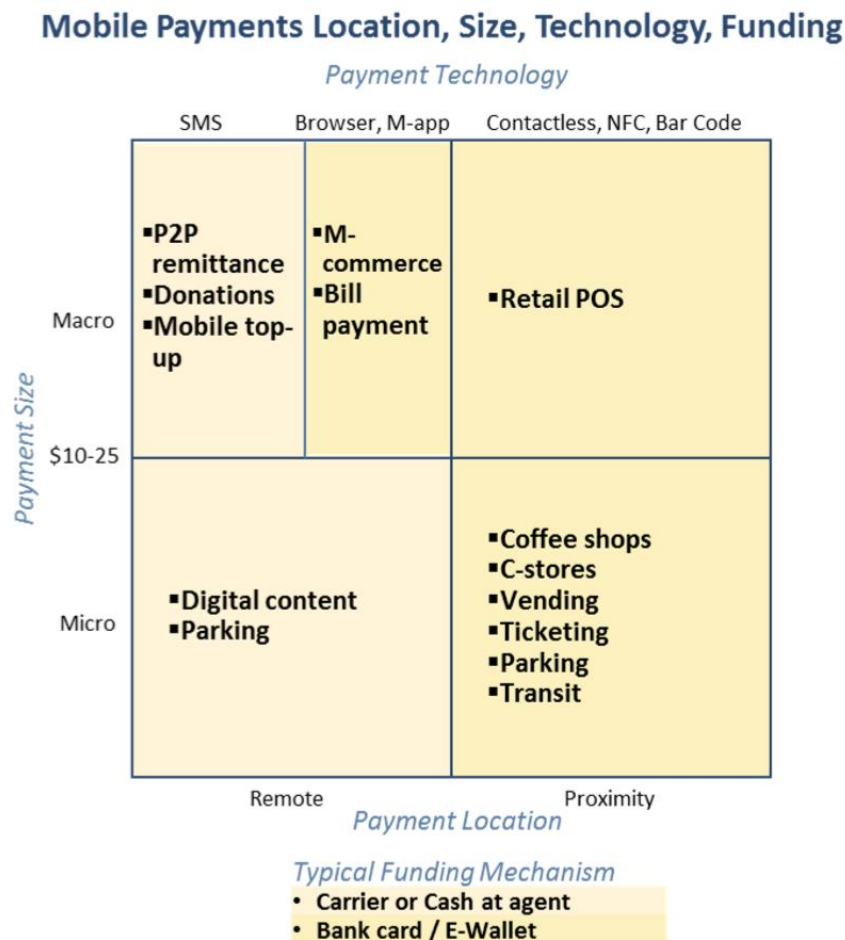 Mobile Payments Location, Size, Technology, Funding
Payment Technology
SMS
Browser, M-app
Contactless, NFC, Bar Code
▪P2P
remittance
▪Donations
▪Mobile top-
up
▪M-
commerce
▪Bill
payment
▪Retail POS
Macro
Payment Size
$10-25
Micro
▪Digital content
▪Parking
▪Coffee shops
▪C-stores
▪Vending
▪Ticketing
▪Parking
▪Transit
Remote
Proximity
Payment Location
Typical Funding Mechanism
• Carrier or Cash at agent
• Bank card / E-Wallet